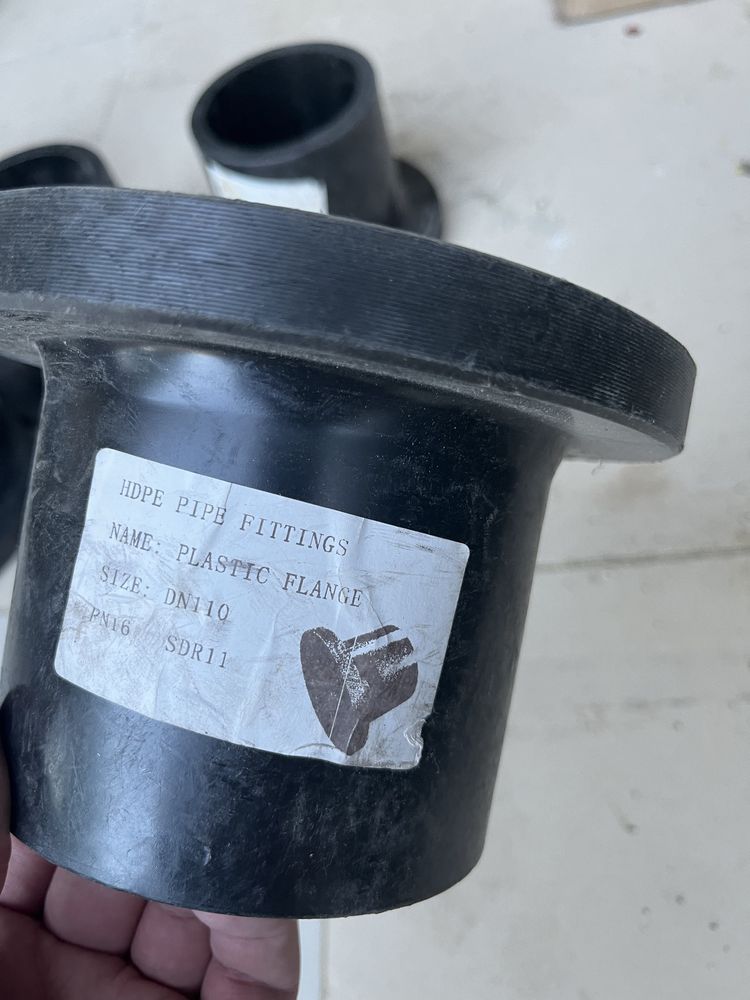 HDPE PIPE FITTINGS
NAME: PLASTIC FLANGE
SIZE: DN110
PN16 SDR11